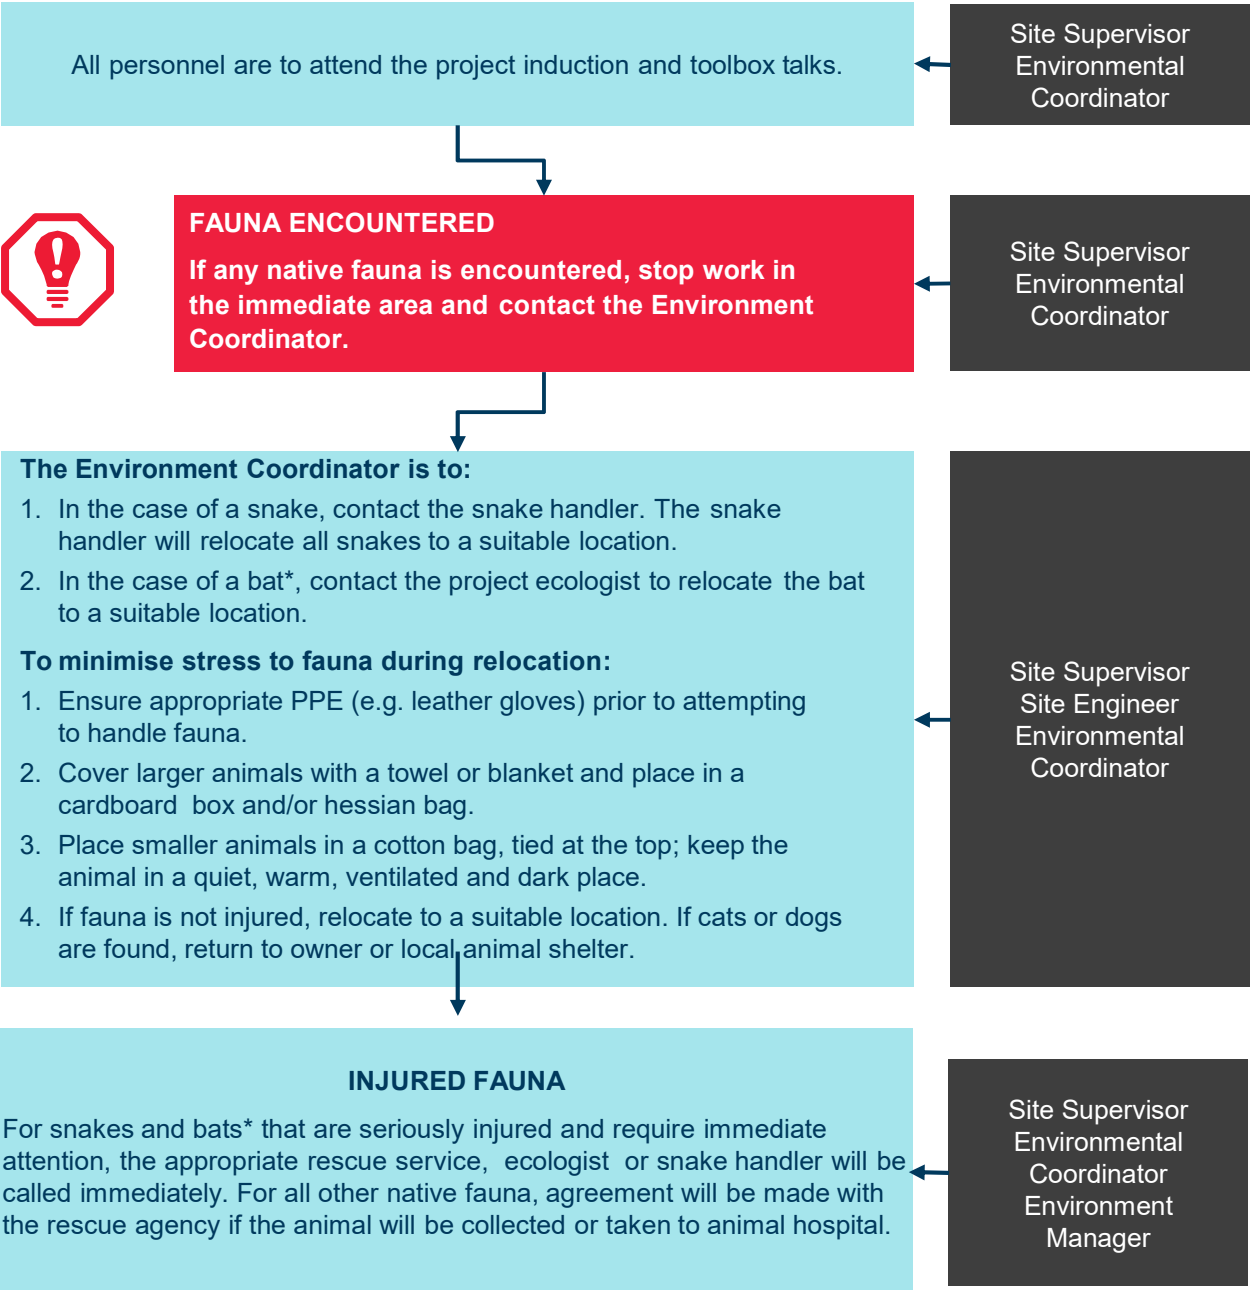 All personnel are to attend the project induction and toolbox talks.
Site Supervisor
Environmental
Coordinator
FAUNA ENCOUNTERED
If any native fauna is encountered, stop work in
the immediate area and contact the Environment
Coordinator.
Site Supervisor
Environmental
Coordinator
The Environment Coordinator is to:
1. In the case of a snake, contact the snake handler. The snake
handler will relocate all snakes to a suitable location.
2. In the case of a bat*, contact the project ecologist to relocate the bat
to a suitable location.
To minimise stress to fauna during relocation:
1. Ensure appropriate PPE (e.g. leather gloves) prior to attempting
to handle fauna.
2. Cover larger animals with a towel or blanket and place in a
cardboard box and/or hessian bag.
3. Place smaller animals in a cotton bag, tied at the top; keep the
animal in a quiet, warm, ventilated and dark place.
4. If fauna is not injured, relocate to a suitable location. If cats or dogs
are found, return to owner or local animal shelter.
Site Supervisor
Site Engineer
Environmental
Coordinator
INJURED FAUNA
For snakes and bats* that are seriously injured and require immediate
attention, the appropriate rescue service, ecologist or snake handler will be
called immediately. For all other native fauna, agreement will be made with
the rescue agency if the animal will be collected or taken to animal hospital.
Site Supervisor
Environmental
Coordinator
Environment
Manager